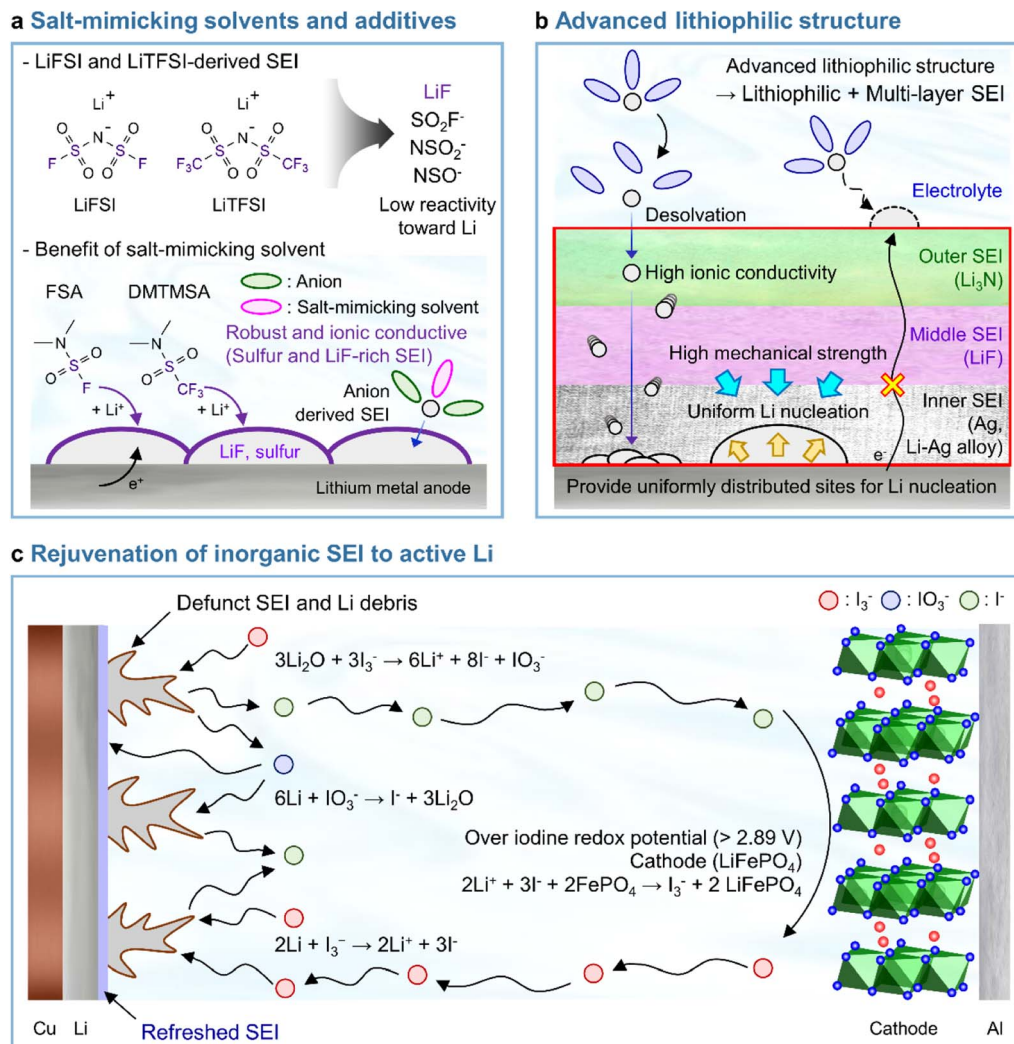 a Salt-mimicking solvents and additives
- LiFSI and LiTFSI-derived SEI
Li⁺
O
O
N⁻
S
S
F
O
O
F
LiFSI
Li⁺
O
O
N⁻
S
S
F₃C
O
O
CF₃
LiTFSI
LiF
SO₂F⁻
NSO₂⁻
NSO⁻
Low reactivity
toward Li
- Benefit of salt-mimicking solvent
FSA
N
O
S
O
F
+ Li⁺
DMTMSA
N
O
S
O
CF₃
+ Li⁺
: Anion
: Salt-mimicking solvent
Robust and ionic conductive
(Sulfur and LiF-rich SEI)
Anion
derived SEI
LiF, sulfur
e⁺
Lithium metal anode
b Advanced lithiophilic structure
Advanced lithiophilic structure
→ Lithiophilic + Multi-layer SEI
Electrolyte
Desolvation
High ionic conductivity
Outer SEI
(Li₃N)
Middle SEI
(LiF)
High mechanical strength
Uniform Li nucleation
Inner SEI
(Ag,
Li-Ag alloy)
e⁻
Provide uniformly distributed sites for Li nucleation
c Rejuvenation of inorganic SEI to active Li
Defunct SEI and Li debris
: I₃⁻
: IO₃⁻
: I⁻
3Li₂O + 3I₃⁻ → 6Li⁺ + 8I⁻ + IO₃⁻
6Li + IO₃⁻ → I⁻ + 3Li₂O
Over iodine redox potential (> 2.89 V)
Cathode (LiFePO₄)
2Li⁺ + 3I⁻ + 2FePO₄ → I₃⁻ + 2 LiFePO₄
2Li + I₃⁻ → 2Li⁺ + 3I⁻
Cu
Li
Refreshed SEI
Cathode
Al